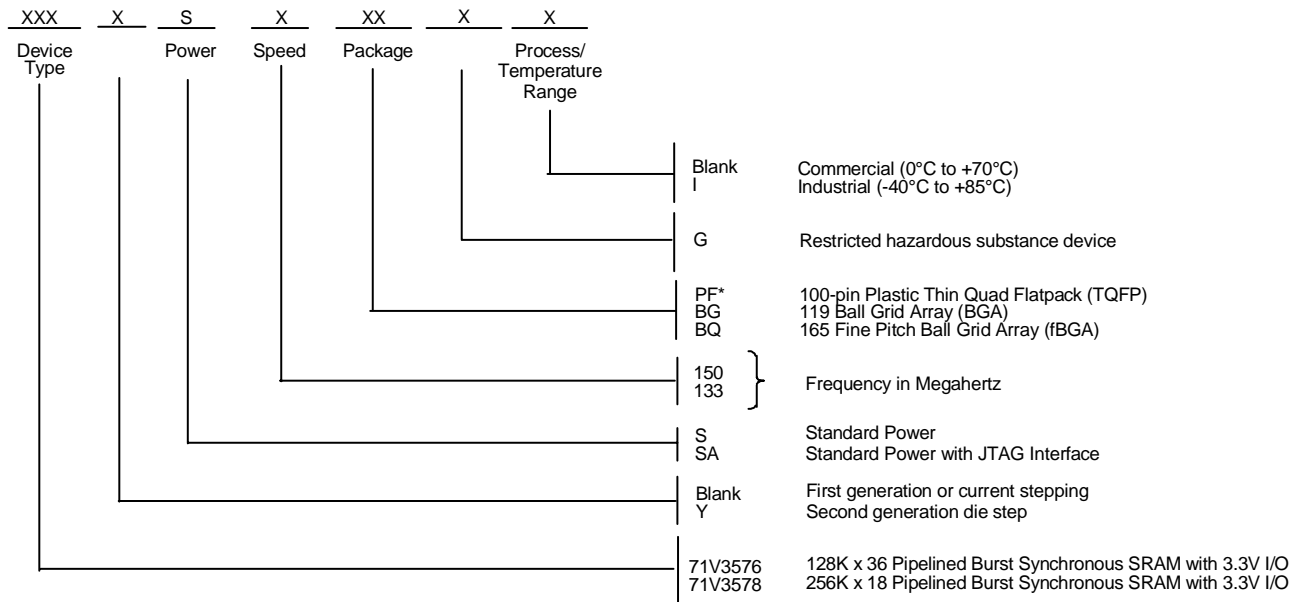 XXX X S X XX X X
Device Type Power Speed Package Process/
Temperature
Range
Blank Commercial (0°C to +70°C)
I Industrial (-40°C to +85°C)
G Restricted hazardous substance device
PF* 100-pin Plastic Thin Quad Flatpack (TQFP)
BG 119 Ball Grid Array (BGA)
BQ 165 Fine Pitch Ball Grid Array (fBGA)
150
133
Frequency in Megahertz
S Standard Power
SA Standard Power with JTAG Interface
Blank First generation or current stepping
Y Second generation die step
71V3576 128K x 36 Pipelined Burst Synchronous SRAM with 3.3V I/O
71V3578 256K x 18 Pipelined Burst Synchronous SRAM with 3.3V I/O